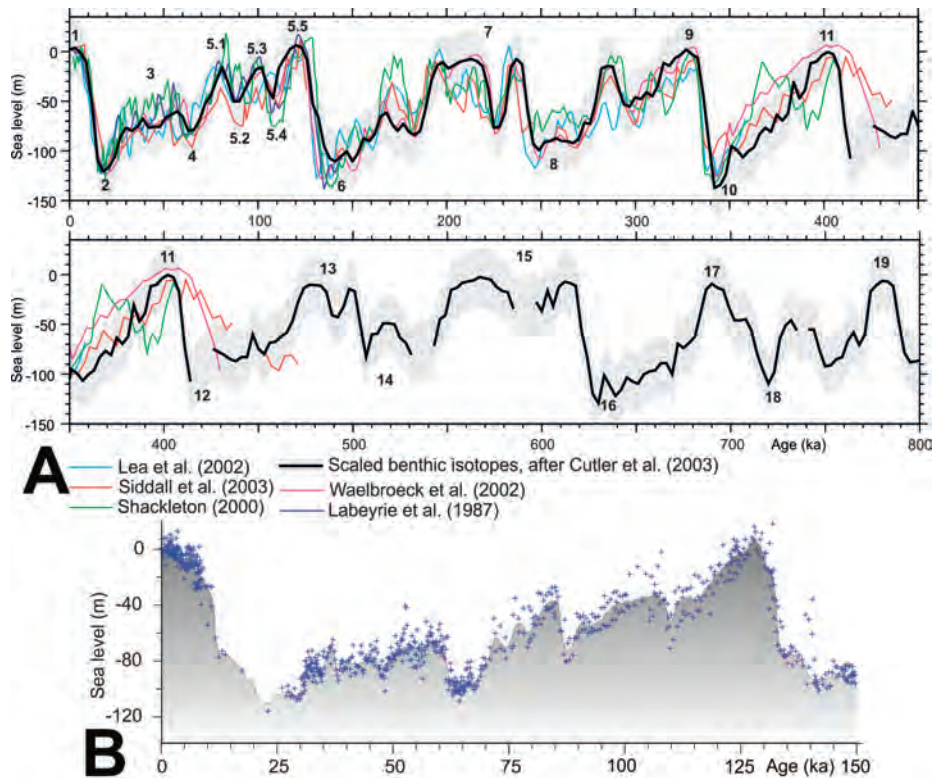 1 5.1 5.3 5.5 7 9 11
3
5.2 5.4
2 4 6 8 10
0
-50
-100
-150
Sea level (m)
0 100 200 300 400
11 13 15 17 19
12 14 16 18
0
-50
-100
-150
Sea level (m)
400 500 600 700 Age (ka) 800
A
Lea et al. (2002) Scaled benthic isotopes, after Cutler et al. (2003)
Siddall et al. (2003) Waelbroeck et al. (2002)
Shackleton (2000) Labeyrie et al. (1987)
0
-40
-80
-120
Sea level (m)
B
0 25 50 75 100 125 Age (ka) 150